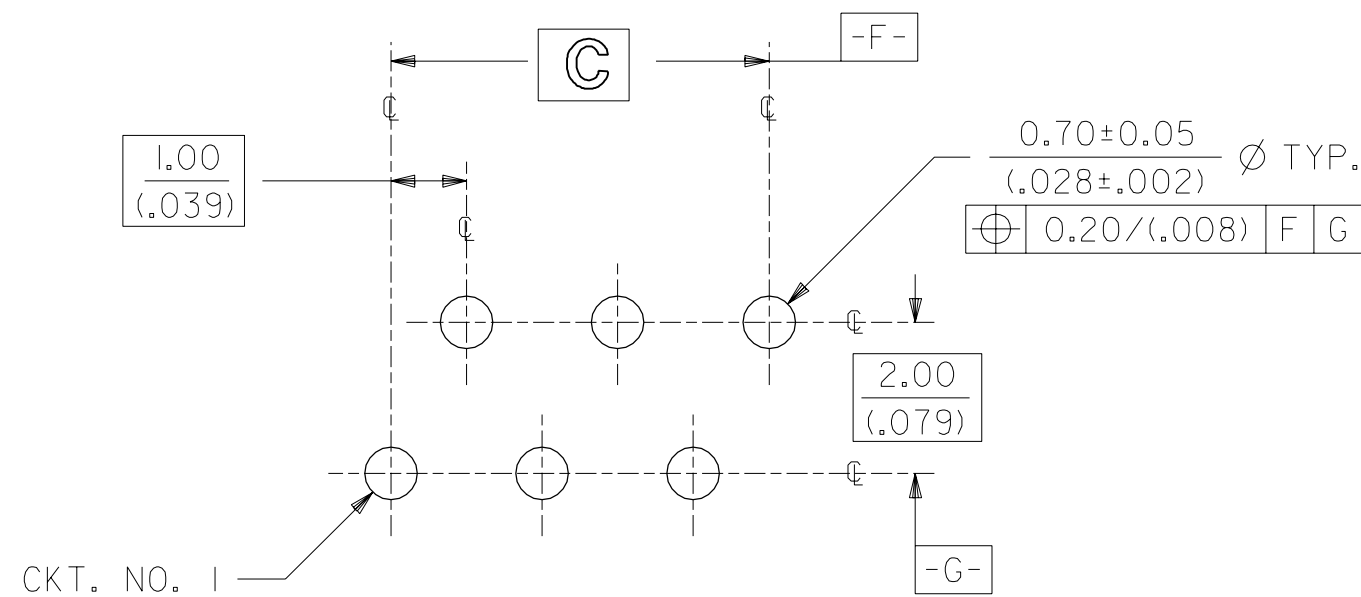 -F-
C
℄ ℄
1.00
(.039)
0.70±0.05
(.028±.002)
Ø TYP.
⌖ 0.20/(.008) F G
℄
℄
2.00
(.079)
℄
-G-
CKT. NO. 1